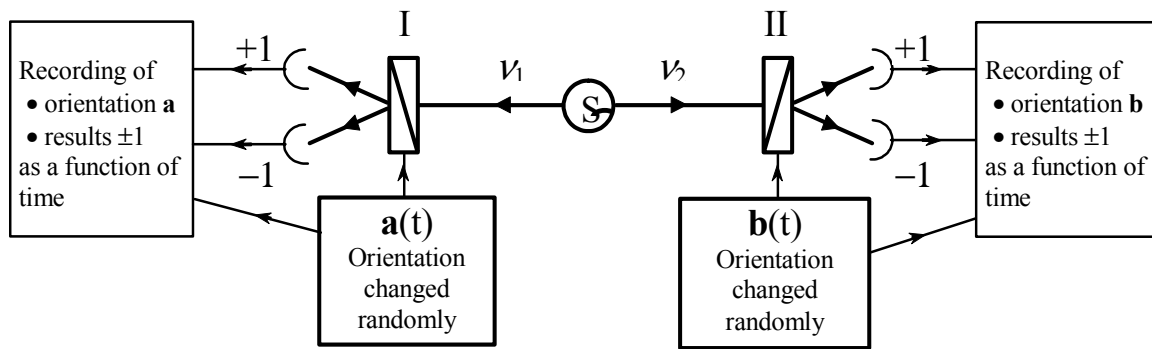 I
II
+1
+1
Recording of
• orientation a
• results ±1
as a function of
time
ν1
ν2
S
Recording of
• orientation b
• results ±1
as a function of
time
−1
−1
a(t)
Orientation
changed
randomly
b(t)
Orientation
changed
randomly